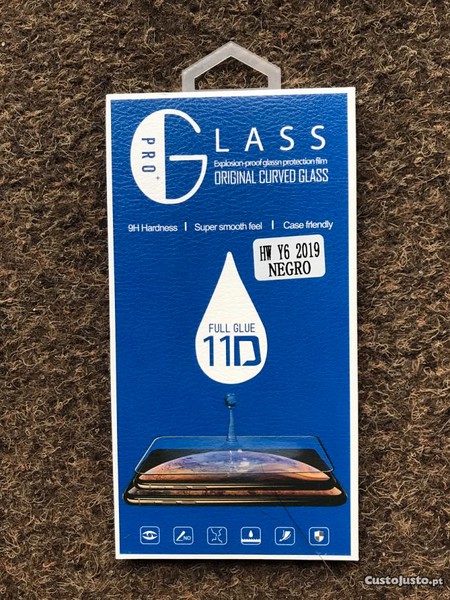 GLASS
PRO+
Explosion-proof glassn protection film
ORIGINAL CURVED GLASS
9H Hardness | Super smooth feel | Case friendly
HW Y6 2019
NEGRO
FULL GLUE
11D
NO
CustoJusto.pt